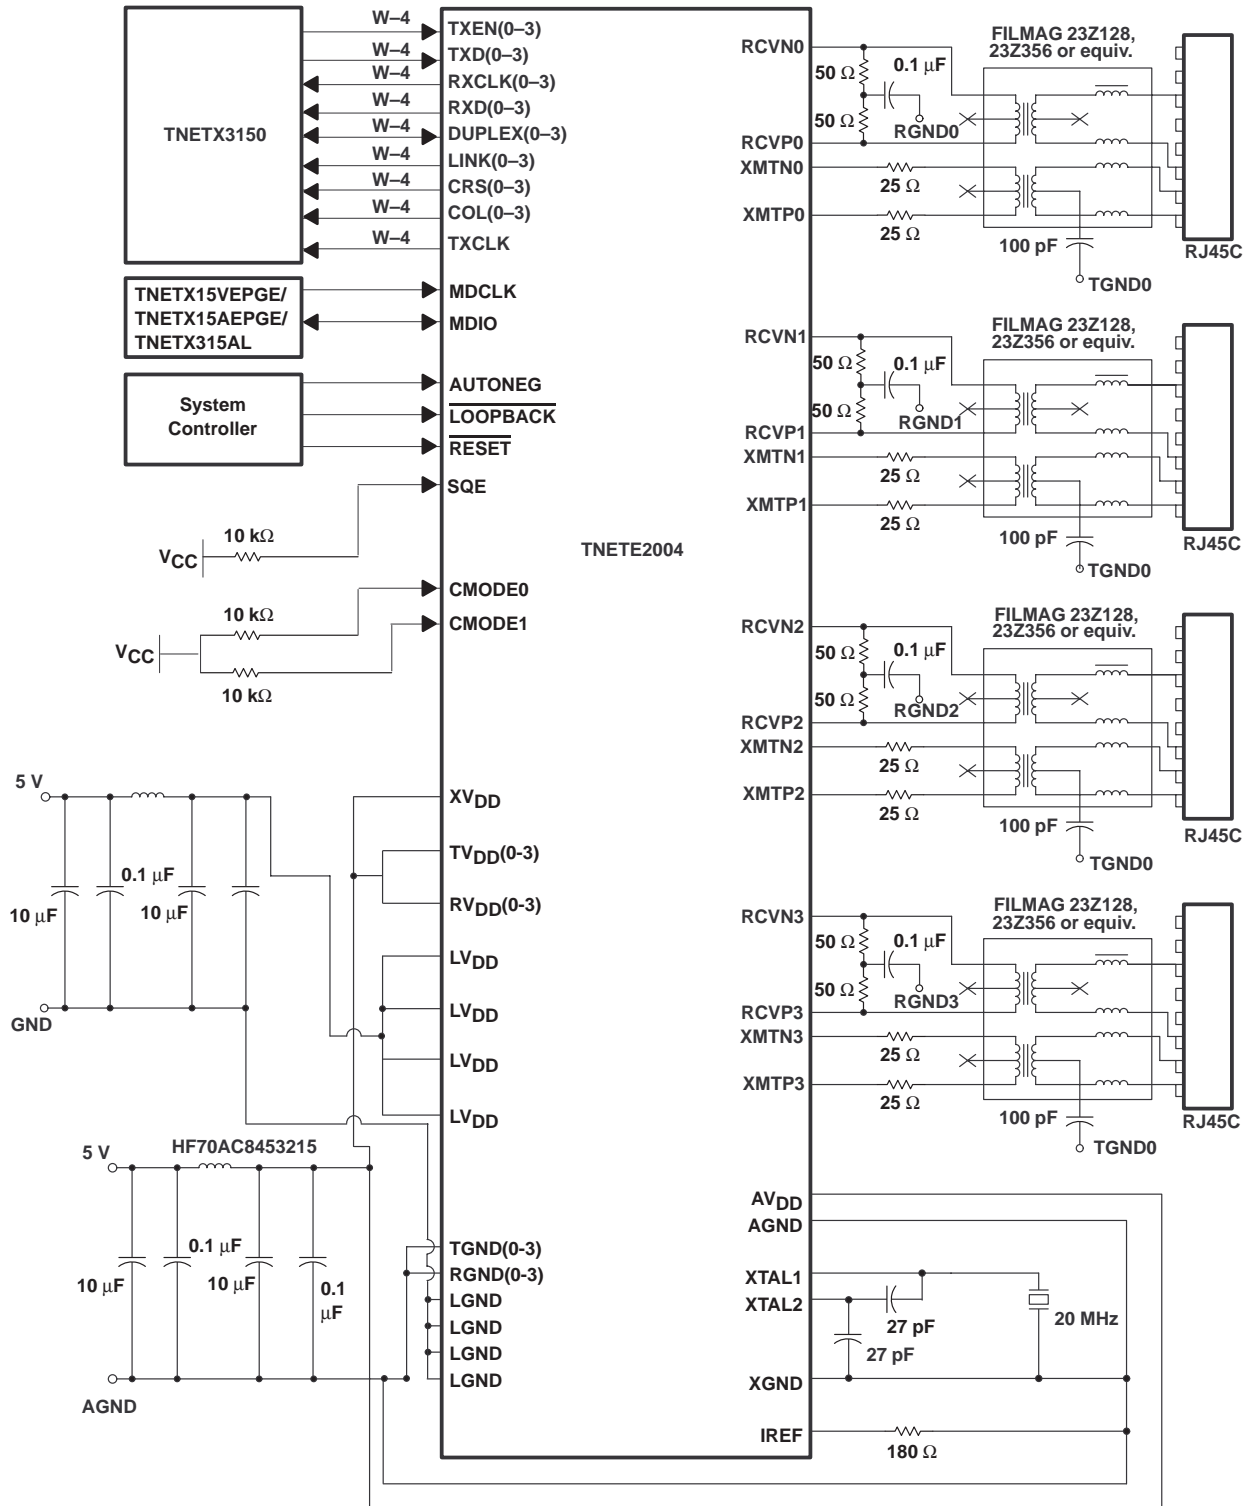 TNETX3150
W–4
TXEN(0–3)
W–4
TXD(0–3)
W–4
RXCLK(0–3)
W–4
RXD(0–3)
W–4
DUPLEX(0–3)
W–4
LINK(0–3)
W–4
CRS(0–3)
W–4
COL(0–3)
W–4
TXCLK
TNETX15VEPGE/
TNETX15AEPGE/
TNETX315AL
MDCLK
MDIO
System
Controller
AUTONEG
LOOPBACK
RESET
SQE
10 kΩ
VCC
CMODE0
10 kΩ
CMODE1
VCC
10 kΩ
TNETE2004
5 V
0.1 μF
10 μF
10 μF
GND
XVDD
TVDD(0-3)
RVDD(0-3)
LVDD
LVDD
LVDD
LVDD
5 V
HF70AC8453215
0.1 μF
10 μF
10 μF
0.1
μF
AGND
TGND(0-3)
RGND(0-3)
LGND
LGND
LGND
LGND
FILMAG 23Z128,
23Z356 or equiv.
RCVN0
50 Ω
0.1 μF
50 Ω
RGND0
RCVP0
XMTN0
25 Ω
XMTP0
25 Ω
100 pF
TGND0
RJ45C
FILMAG 23Z128,
23Z356 or equiv.
RCVN1
50 Ω
0.1 μF
50 Ω
RGND1
RCVP1
XMTN1
25 Ω
XMTP1
25 Ω
100 pF
TGND0
RJ45C
FILMAG 23Z128,
23Z356 or equiv.
RCVN2
50 Ω
0.1 μF
50 Ω
RGND2
RCVP2
XMTN2
25 Ω
XMTP2
25 Ω
100 pF
TGND0
RJ45C
FILMAG 23Z128,
23Z356 or equiv.
RCVN3
50 Ω
0.1 μF
50 Ω
RGND3
RCVP3
XMTN3
25 Ω
XMTP3
25 Ω
100 pF
TGND0
RJ45C
AVDD
AGND
XTAL1
XTAL2
27 pF
20 MHz
27 pF
XGND
IREF
180 Ω